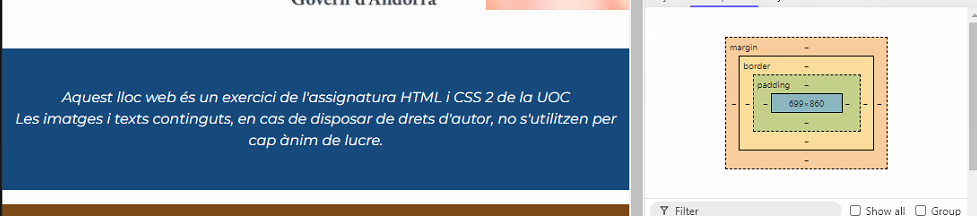 Govern d'Andorra
Aquest lloc web és un exercici de l'assignatura HTML i CSS 2 de la UOC
Les imatges i texts continguts, en cas de disposar de drets d'autor, no s'utilitzen per
cap ànim de lucre.
margin
-
border
-
padding
-
- - - 699×860 - - -
-
-
-
Filter
Show all
Group